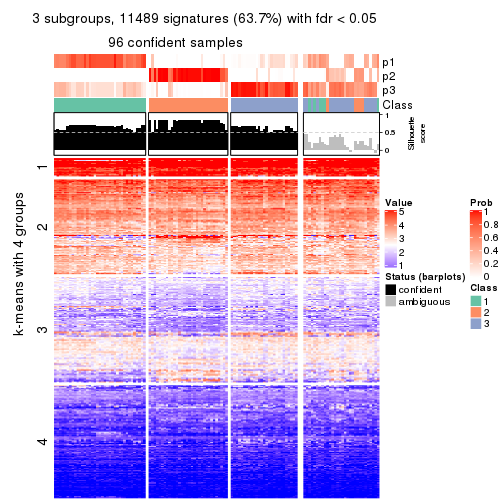 3 subgroups, 11489 signatures (63.7%) with fdr < 0.05
96 confident samples
p1
p2
p3
Class
1
0.5
0
Silhouette
score
k-means with 4 groups
1
2
3
4
Value
5
4
3
2
1
Status (barplots)
confident
ambiguous
Prob
1
0.8
0.6
0.4
0.2
0
Class
1
2
3